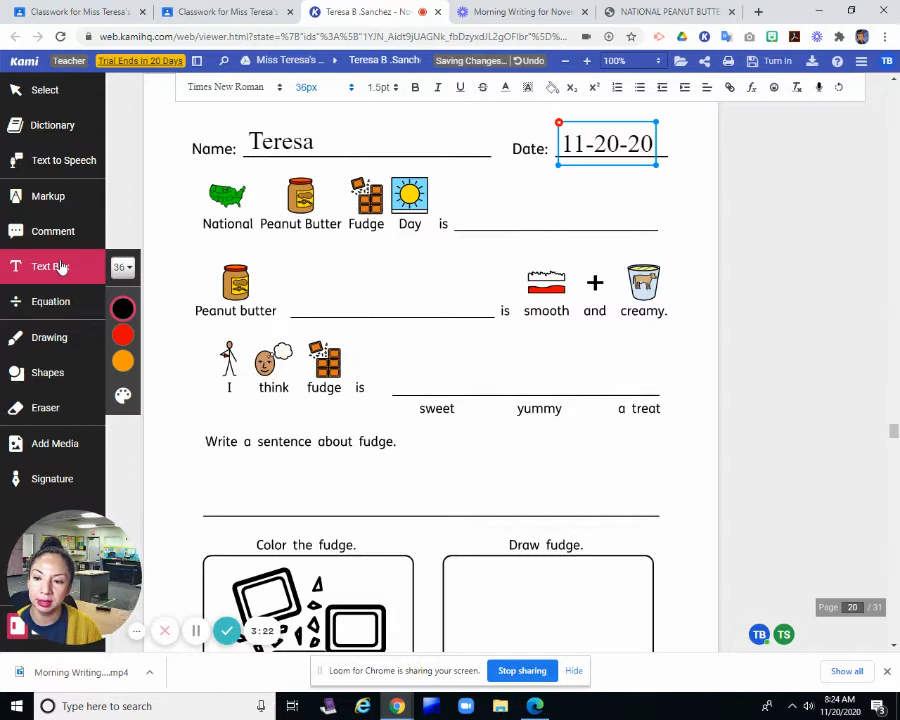 Classwork for Miss Teresa's
Classwork for Miss Teresa's
Teresa B .Sanchez - No
Morning Writing for Novem
NATIONAL PEANUT BUTTE
web.kamihq.com/web/viewer.html?state=%7B"ids"%3A%5B"1YJN_Aidt9jUAGNk_fbDzyxdJL2gOFIbr"%5D%2C...
Kami
Teacher
Trial Ends In 20 Days
Miss Teresa's ...
Teresa B .Sanch
Saving Changes...
Undo
100%
Turn In
TB
Select
Times New Roman
36px
1.5pt
Dictionary
Text to Speech
Markup
Comment
Text B
36
Equation
Drawing
Shapes
Eraser
Add Media
Signature
Name: Teresa
Date: 11-20-20
National Peanut Butter Fudge Day is
Peanut butter is smooth and creamy.
I think fudge is
sweet yummy a treat
Write a sentence about fudge.
Color the fudge.
Draw fudge.
Page 20 / 31
TB TS
3:22
Morning Writing....mp4
Loom for Chrome is sharing your screen.
Stop sharing
Hide
Show all
Type here to search
8:24 AM
11/20/2020
3